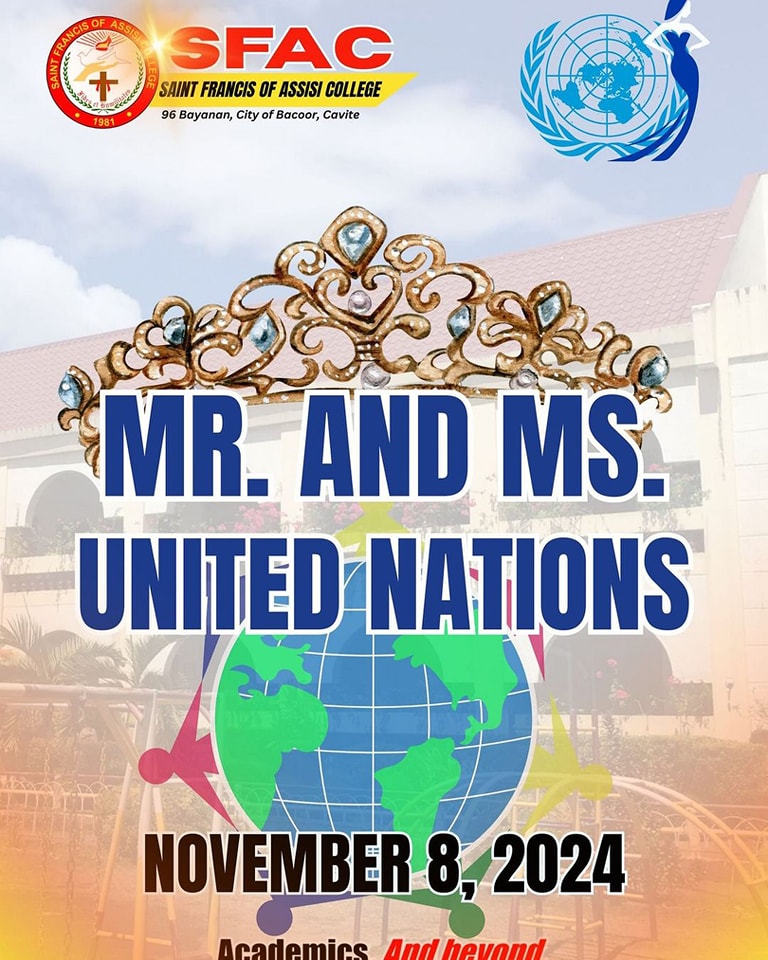 SAINT FRANCIS OF ASSISI COLLEGE
1981
SFAC
SAINT FRANCIS OF ASSISI COLLEGE
96 Bayanan, City of Bacoor, Cavite
MR. AND MS.
UNITED NATIONS
NOVEMBER 8, 2024
Academics And beyond